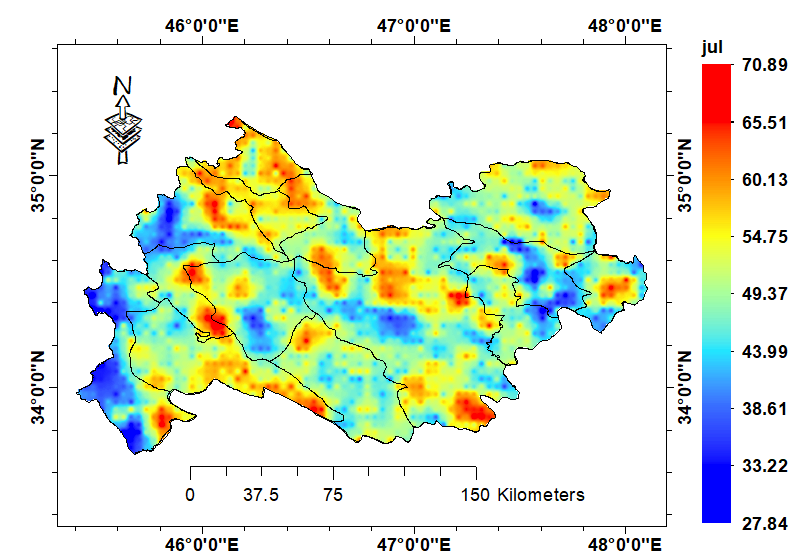 46°0'0"E 47°0'0"E 48°0'0"E
jul
N
70.89
65.51
60.13
54.75
49.37
43.99
38.61
33.22
27.84
35°0'0"N 35°0'0"N
34°0'0"N 34°0'0"N
0 37.5 75 150 Kilometers
46°0'0"E 47°0'0"E 48°0'0"E